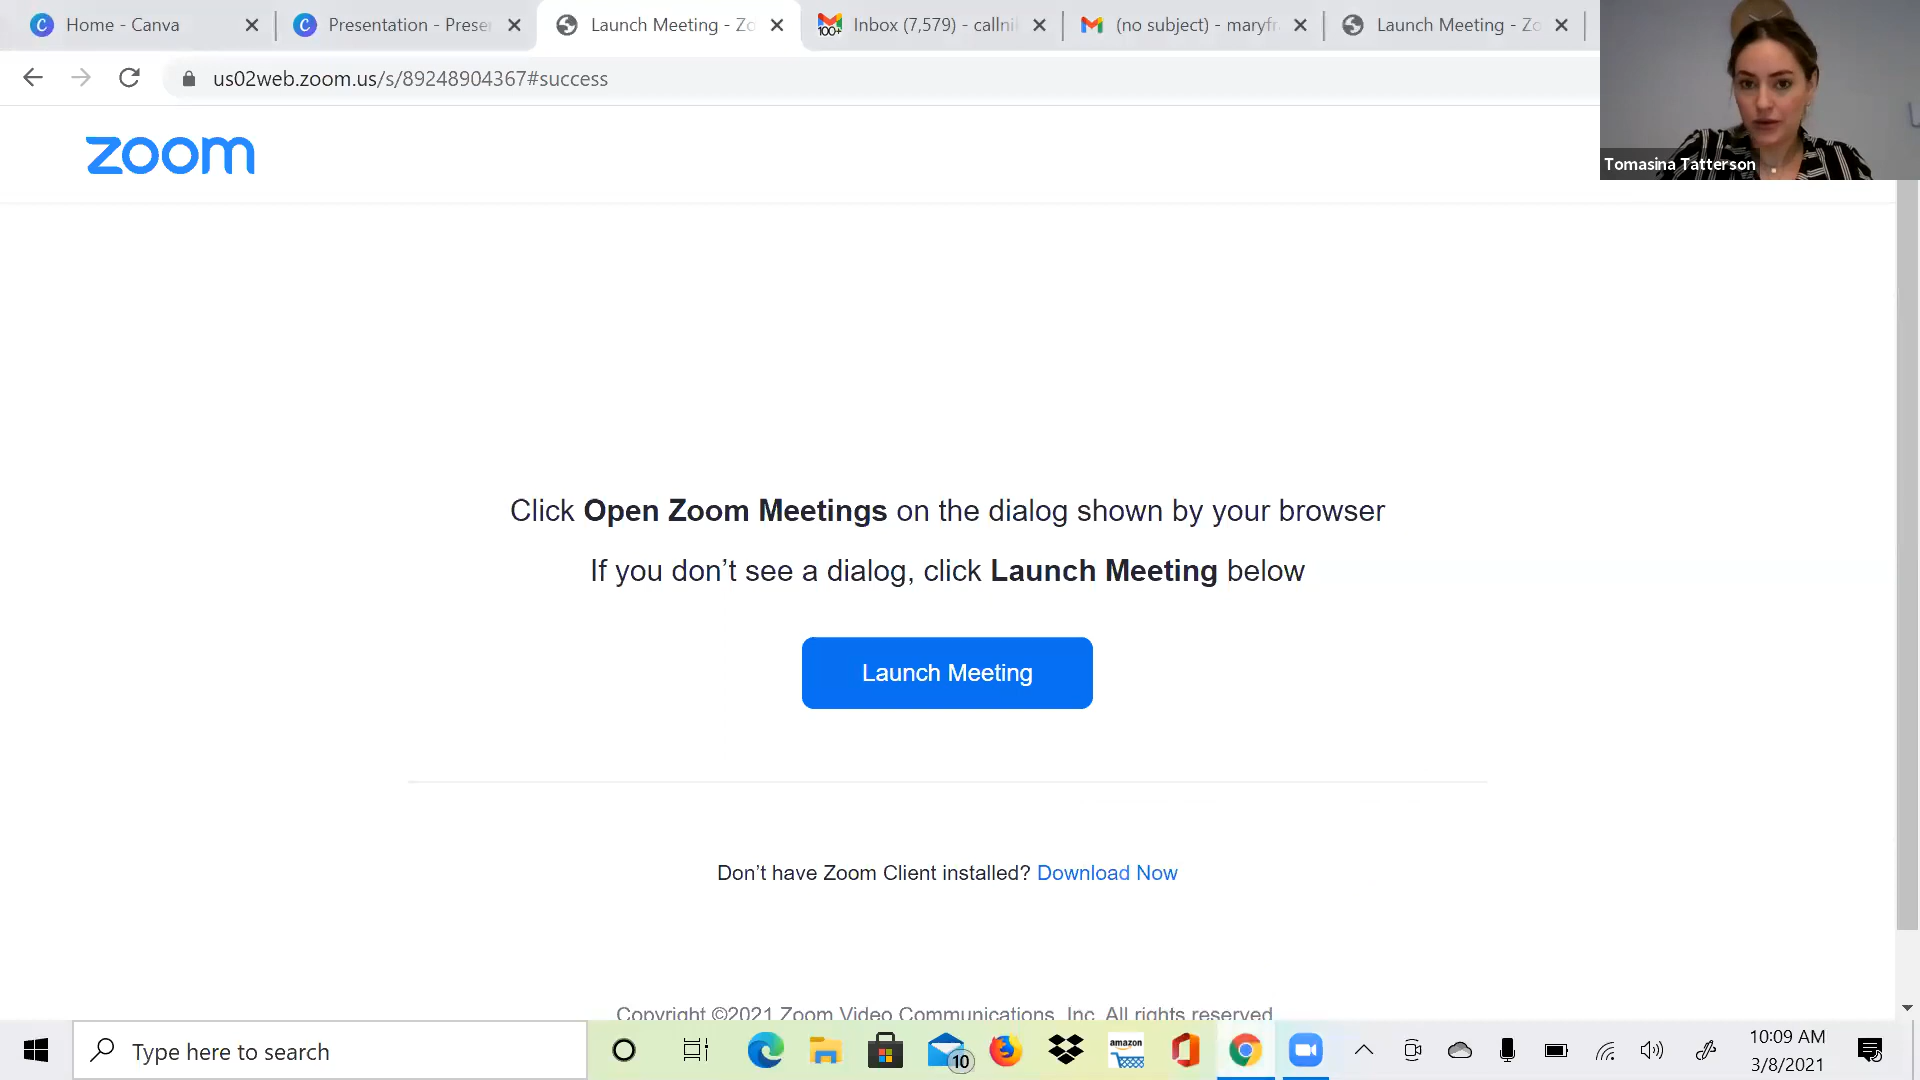 Home - Canva
Presentation - Prese
Launch Meeting - Zo
Inbox (7,579) - callni
(no subject) - maryfr
Launch Meeting - Zo
us02web.zoom.us/s/89248904367#success
zoom
Tomasina Tatterson
Click Open Zoom Meetings on the dialog shown by your browser
If you don’t see a dialog, click Launch Meeting below
Launch Meeting
Don’t have Zoom Client installed? Download Now
Copyright ©2021 Zoom Video Communications, Inc. All rights reserved.
Type here to search
10
amazon
10:09 AM
3/8/2021